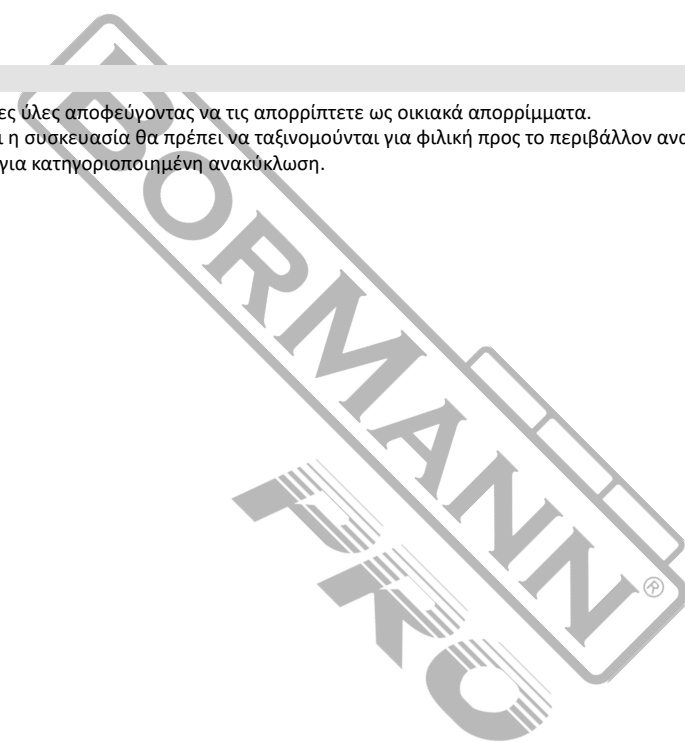 ες ύλες αποφεύγοντας να τις απορρίπτετε ως οικιακά απορρίμματα.
ι η συσκευασία θα πρέπει να ταξινομούνται για φιλική προς το περιβάλλον ανα
για κατηγοριοποιημένη ανακύκλωση.
BORMANN®
PRO